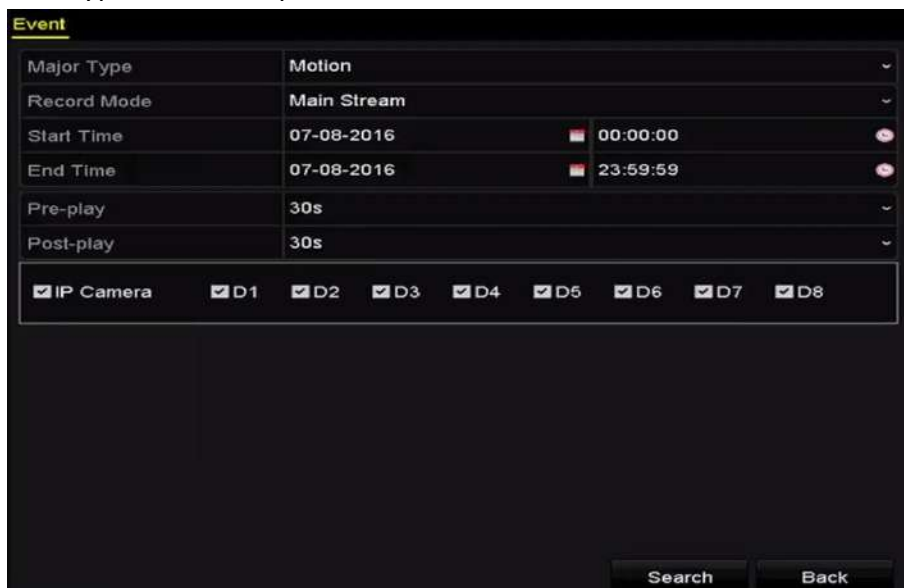 Event
Major Type Motion
Record Mode Main Stream
Start Time 07-08-2016 00:00:00
End Time 07-08-2016 23:59:59
Pre-play 30s
Post-play 30s
IP Camera D1 D2 D3 D4 D5 D6 D7 D8
Search Back